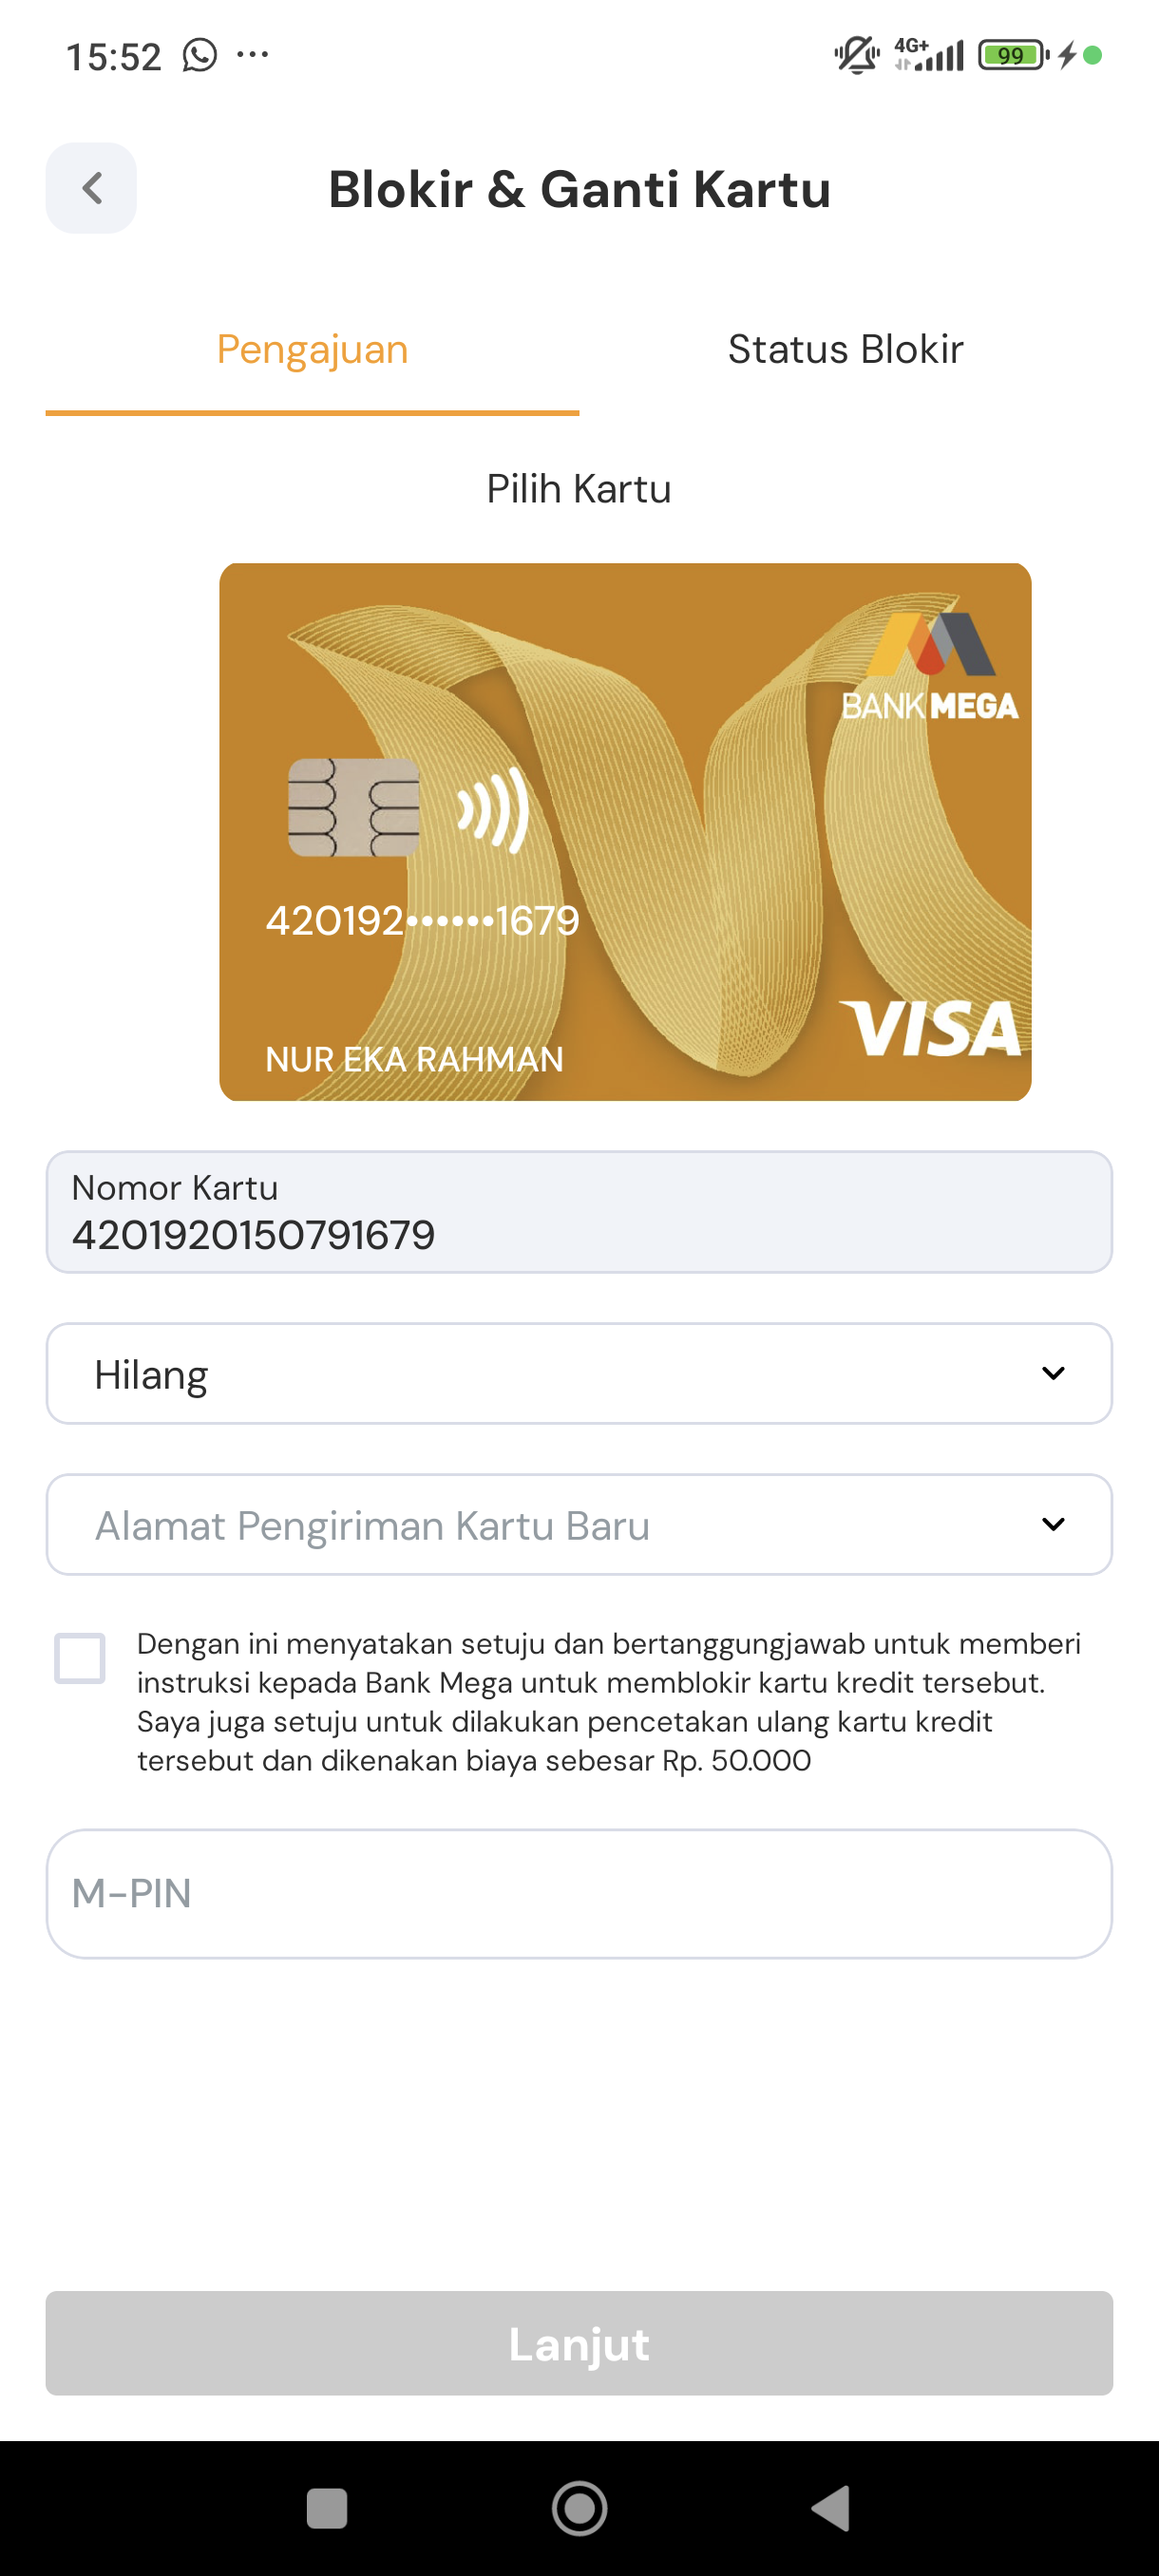 15:52
4G+
99
Blokir & Ganti Kartu
Pengajuan
Status Blokir
Pilih Kartu
BANK MEGA
420192••••••1679
NUR EKA RAHMAN
VISA
Nomor Kartu
4201920150791679
Hilang
Alamat Pengiriman Kartu Baru
Dengan ini menyatakan setuju dan bertanggungjawab untuk memberi
instruksi kepada Bank Mega untuk memblokir kartu kredit tersebut.
Saya juga setuju untuk dilakukan pencetakan ulang kartu kredit
tersebut dan dikenakan biaya sebesar Rp. 50.000
M-PIN
Lanjut